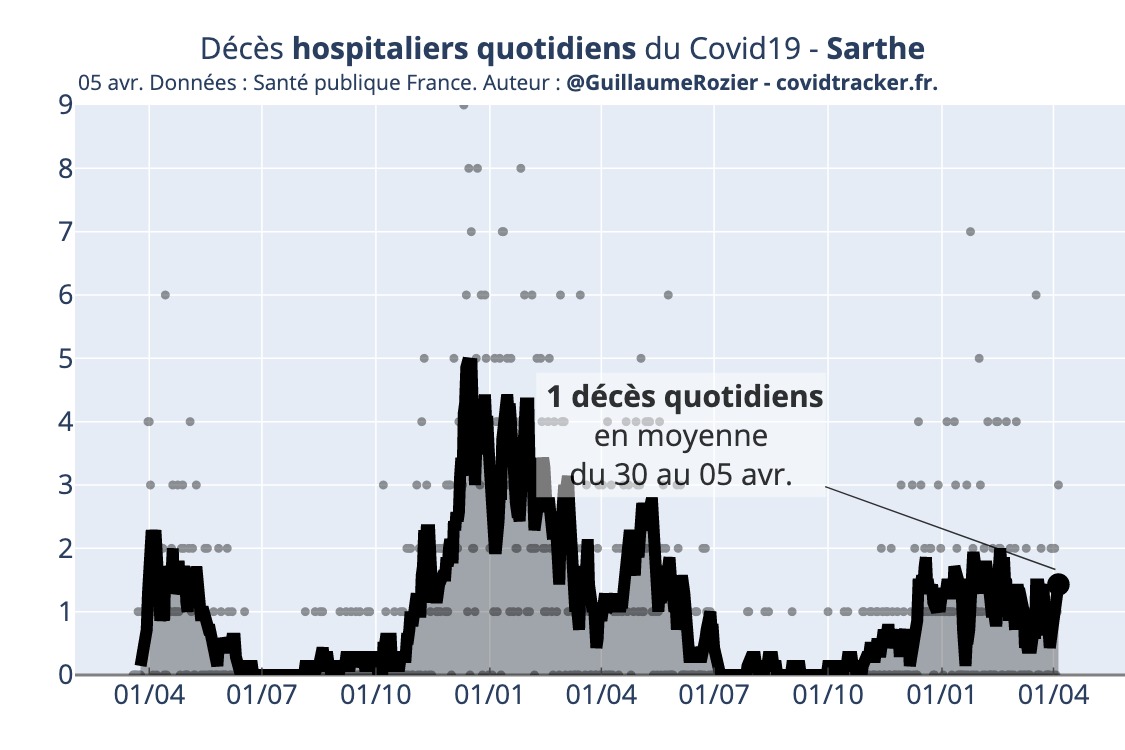 Décès hospitaliers quotidiens du Covid19 - Sarthe
05 avr. Données : Santé publique France. Auteur : @GuillaumeRozier - covidtracker.fr.
9
8
7
6
5
4
3
2
1
0
1 décès quotidiens
en moyenne
du 30 au 05 avr.
01/04 01/07 01/10 01/01 01/04 01/07 01/10 01/01 01/04